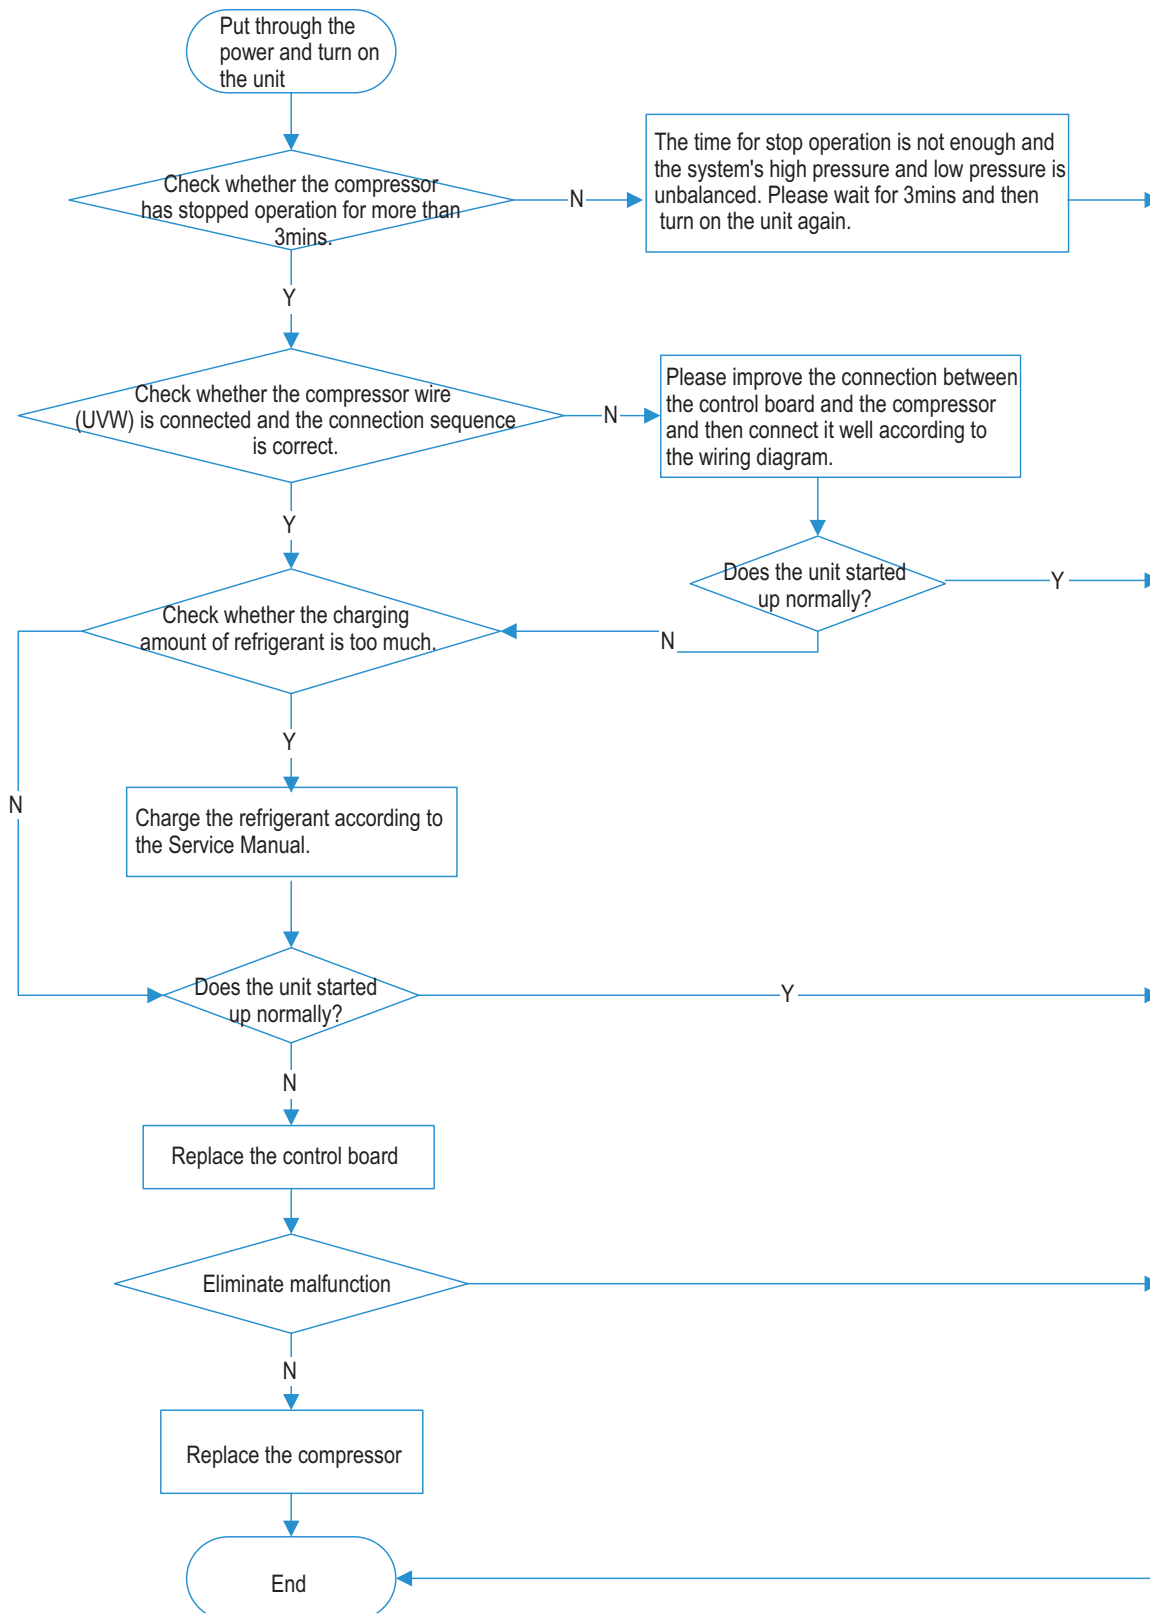 Put through the
power and turn on
the unit
Check whether the compressor
has stopped operation for more than
3mins.
N
The time for stop operation is not enough and
the system's high pressure and low pressure is
unbalanced. Please wait for 3mins and then
turn on the unit again.
Y
Check whether the compressor wire
(UVW) is connected and the connection sequence
is correct.
N
Please improve the connection between
the control board and the compressor
and then connect it well according to
the wiring diagram.
Y
Does the unit started
up normally?
Y
Check whether the charging
amount of refrigerant is too much.
N
Y
N
Charge the refrigerant according to
the Service Manual.
Does the unit started
up normally?
Y
N
Replace the control board
Eliminate malfunction
N
Replace the compressor
End